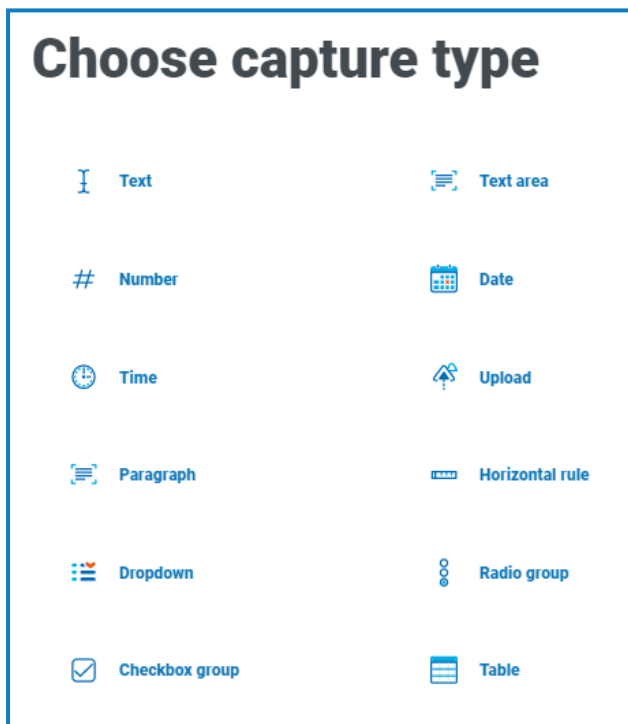 Choose capture type
Text
Text area
Number
Date
Time
Upload
Paragraph
Horizontal rule
Dropdown
Radio group
Checkbox group
Table